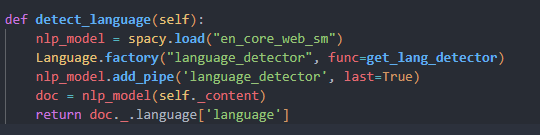 def detect_language(self):
    nlp_model = spacy.load("en_core_web_sm")
    Language.factory("language_detector", func=get_lang_detector)
    nlp_model.add_pipe('language_detector', last=True)
    doc = nlp_model(self._content)
    return doc._.language['language']